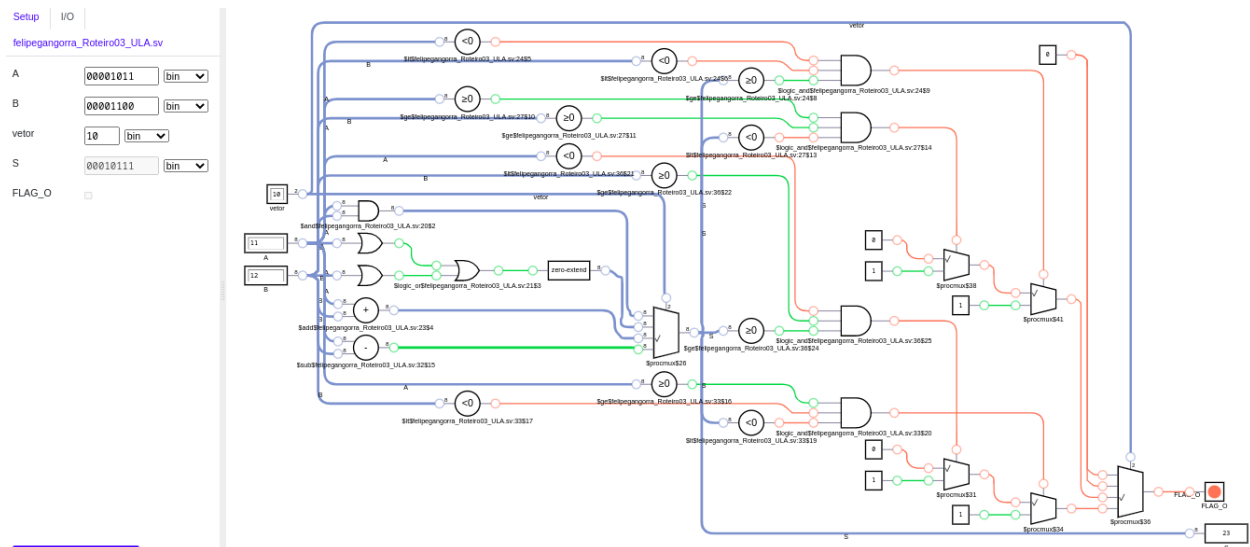 Setup
I/O
felipegangorra_Roteiro03_ULA.sv
A
00001011
bin
B
00001100
bin
vetor
10
bin
S
00010111
bin
FLAG_O
vetor
<0
$lt$felipegangorra_Roteiro03_ULA.sv:24$5
B
<0
≥0
$ge$felipegangorra_Roteiro03_ULA.sv:24$8
$logic_and$felipegangorra_Roteiro03_ULA.sv:24$9
0
A
≥0
$ge$felipegangorra_Roteiro03_ULA.sv:27$10
B
≥0
$ge$felipegangorra_Roteiro03_ULA.sv:27$11
A
<0
$lt$felipegangorra_Roteiro03_ULA.sv:27$13
$logic_and$felipegangorra_Roteiro03_ULA.sv:27$14
A
<0
B
≥0
$ge$felipegangorra_Roteiro03_ULA.sv:36$22
10
vetor
vetor
S
$and$felipegangorra_Roteiro03_ULA.sv:20$2
S
11
A
12
B
$logic_or$felipegangorra_Roteiro03_ULA.sv:21$3
zero-extend
0
1
$procmux$38
1
$procmux$41
A
+
$add$felipegangorra_Roteiro03_ULA.sv:23$4
-
$sub$felipegangorra_Roteiro03_ULA.sv:32$15
$procmux$26
S
≥0
$ge$felipegangorra_Roteiro03_ULA.sv:36$24
$logic_and$felipegangorra_Roteiro03_ULA.sv:36$25
A
≥0
$ge$felipegangorra_Roteiro03_ULA.sv:33$16
S
B
<0
$lt$felipegangorra_Roteiro03_ULA.sv:33$17
<0
$lt$felipegangorra_Roteiro03_ULA.sv:33$19
$logic_and$felipegangorra_Roteiro03_ULA.sv:33$20
0
1
$procmux$31
1
$procmux$34
$procmux$36
FLAG_O
FLAG_O
S
23